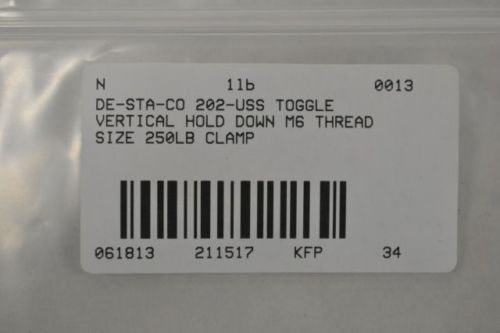 N 1lb 0013
DE-STA-CO 202-USS TOGGLE
VERTICAL HOLD DOWN M6 THREAD
SIZE 250LB CLAMP
061813 211517 KFP 34